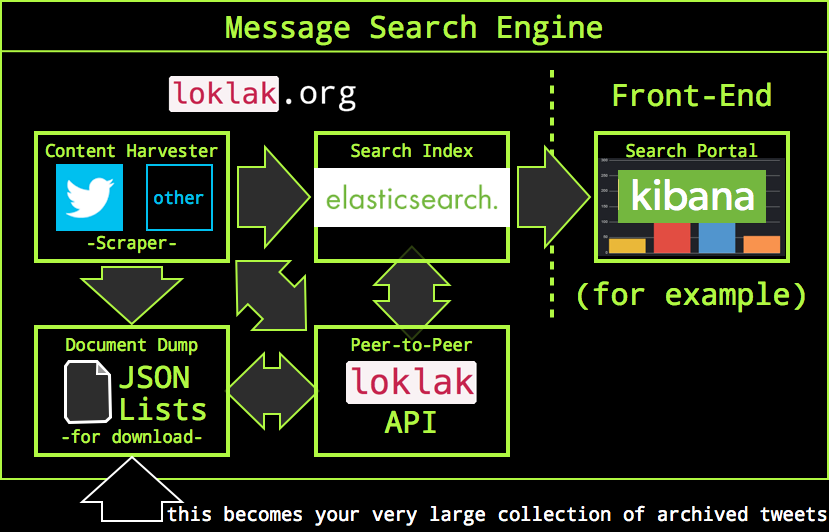 Message Search Engine
loklak.org
Front-End
Content Harvester
other
-Scraper-
Search Index
elasticsearch.
Search Portal
kibana
(for example)
Document Dump
JSON
Lists
-for download-
Peer-to-Peer
loklak
API
this becomes your very large collection of archived tweets